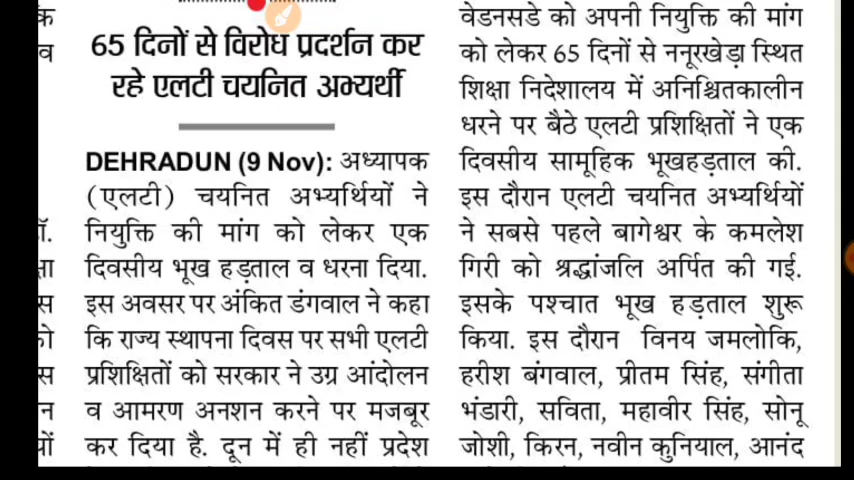 65 दिनों से विरोध प्रदर्शन कर
रहे एलटी चयनित अभ्यर्थी
DEHRADUN (9 Nov): अध्यापक
(एलटी) चयनित अभ्यर्थियों ने
नियुक्ति की मांग को लेकर एक
दिवसीय भूख हड़ताल व धरना दिया.
इस अवसर पर अंकित डंगवाल ने कहा
कि राज्य स्थापना दिवस पर सभी एलटी
प्रशिक्षितों को सरकार ने उग्र आंदोलन
व आमरण अनशन करने पर मजबूर
कर दिया है. दून में ही नहीं प्रदेश
वेडनसडे को अपनी नियुक्ति की मांग
को लेकर 65 दिनों से ननूरखेड़ा स्थित
शिक्षा निदेशालय में अनिश्चितकालीन
धरने पर बैठे एलटी प्रशिक्षितों ने एक
दिवसीय सामूहिक भूखहड़ताल की.
इस दौरान एलटी चयनित अभ्यर्थियों
ने सबसे पहले बागेश्वर के कमलेश
गिरी को श्रद्धांजलि अर्पित की गई.
इसके पश्चात भूख हड़ताल शुरू
किया. इस दौरान विनय जमलोकि,
हरीश बंगवाल, प्रीतम सिंह, संगीता
भंडारी, सविता, महावीर सिंह, सोनू
जोशी, किरन, नवीन कुनियाल, आनंद